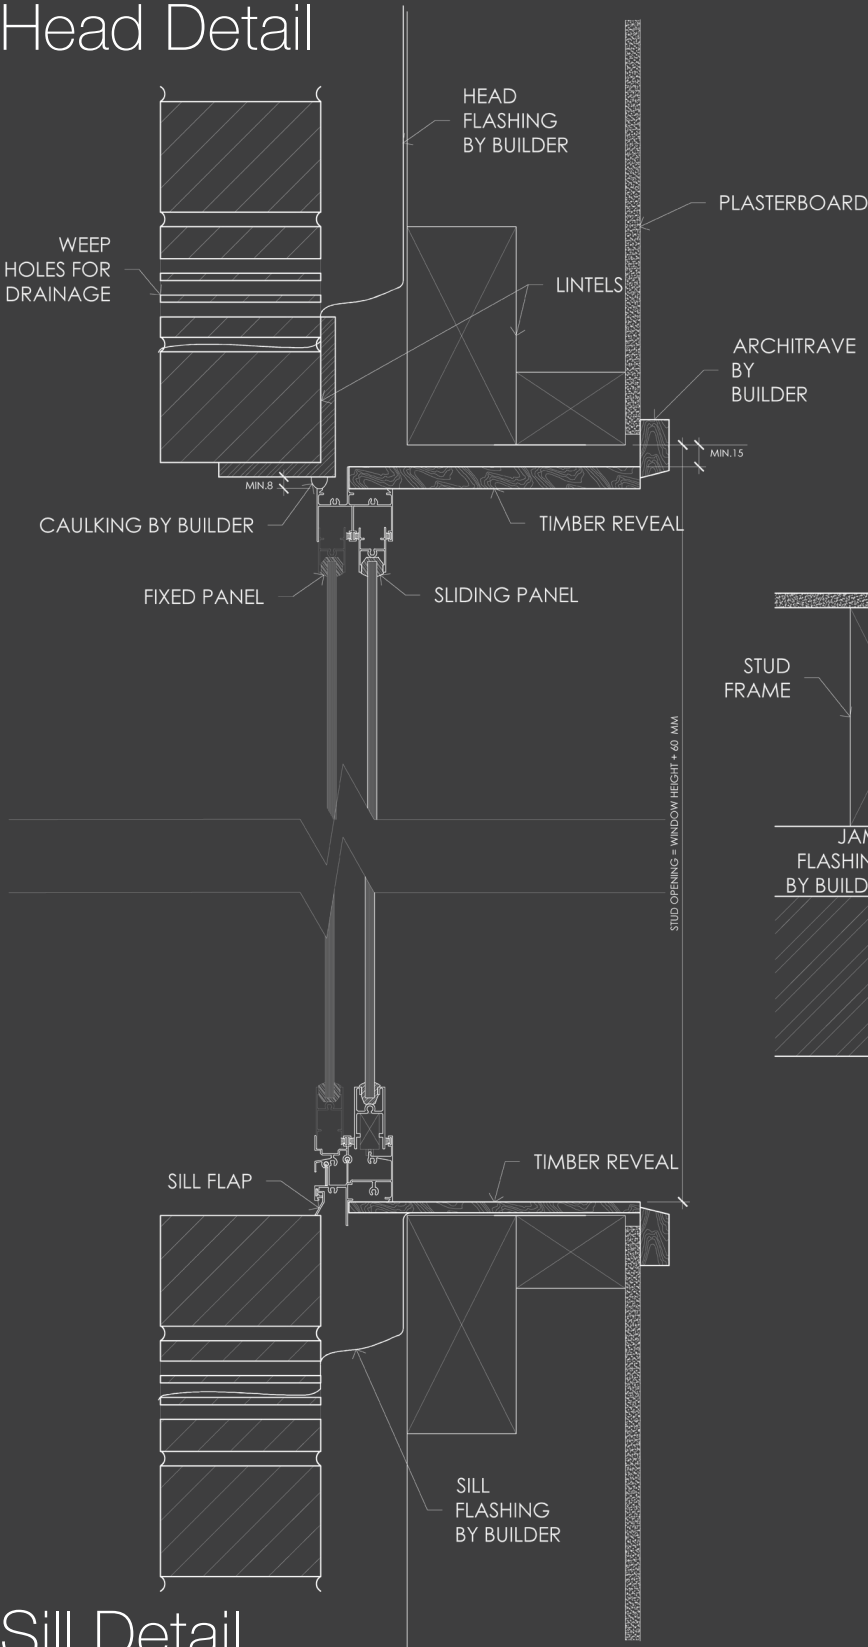 Head Detail
HEAD
FLASHING
BY BUILDER
PLASTERBOARD
WEEP
HOLES FOR
DRAINAGE
LINTELS
ARCHITRAVE
BY
BUILDER
MIN.15
MIN.8
CAULKING BY BUILDER
TIMBER REVEAL
FIXED PANEL
SLIDING PANEL
STUD
FRAME
STUD OPENING = WINDOW HEIGHT + 60 MM
JAM
FLASHIN
BY BUILD
TIMBER REVEAL
SILL FLAP
SILL
FLASHING
BY BUILDER
Sill Detail